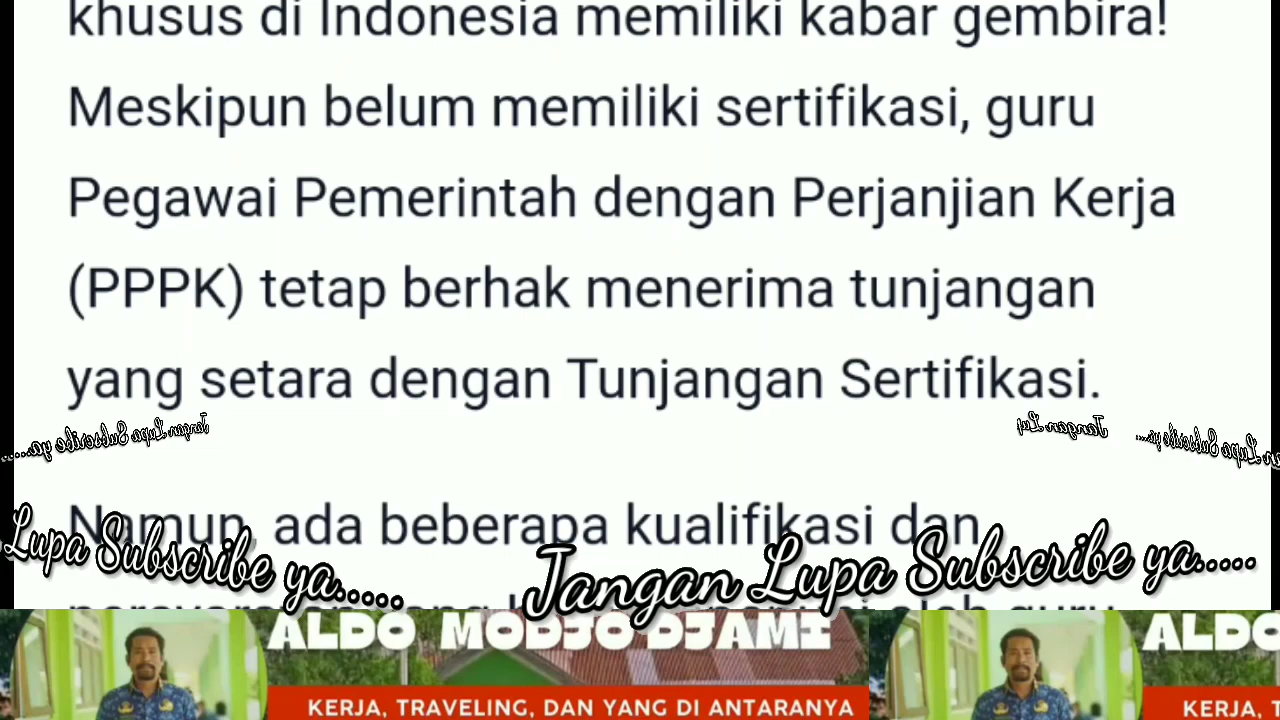 khusus di Indonesia memiliki kabar gembira!
Meskipun belum memiliki sertifikasi, guru
Pegawai Pemerintah dengan Perjanjian Kerja
(PPPK) tetap berhak menerima tunjangan
yang setara dengan Tunjangan Sertifikasi.
Lupa Subscribe ya.....
Jangan Lupa Subscribe ya.....
Namun, ada beberapa kualifikasi dan
ALDO MODJO DJAMI
KERJA, TRAVELING, DAN YANG DI ANTARANYA
ALDO
KERJA,